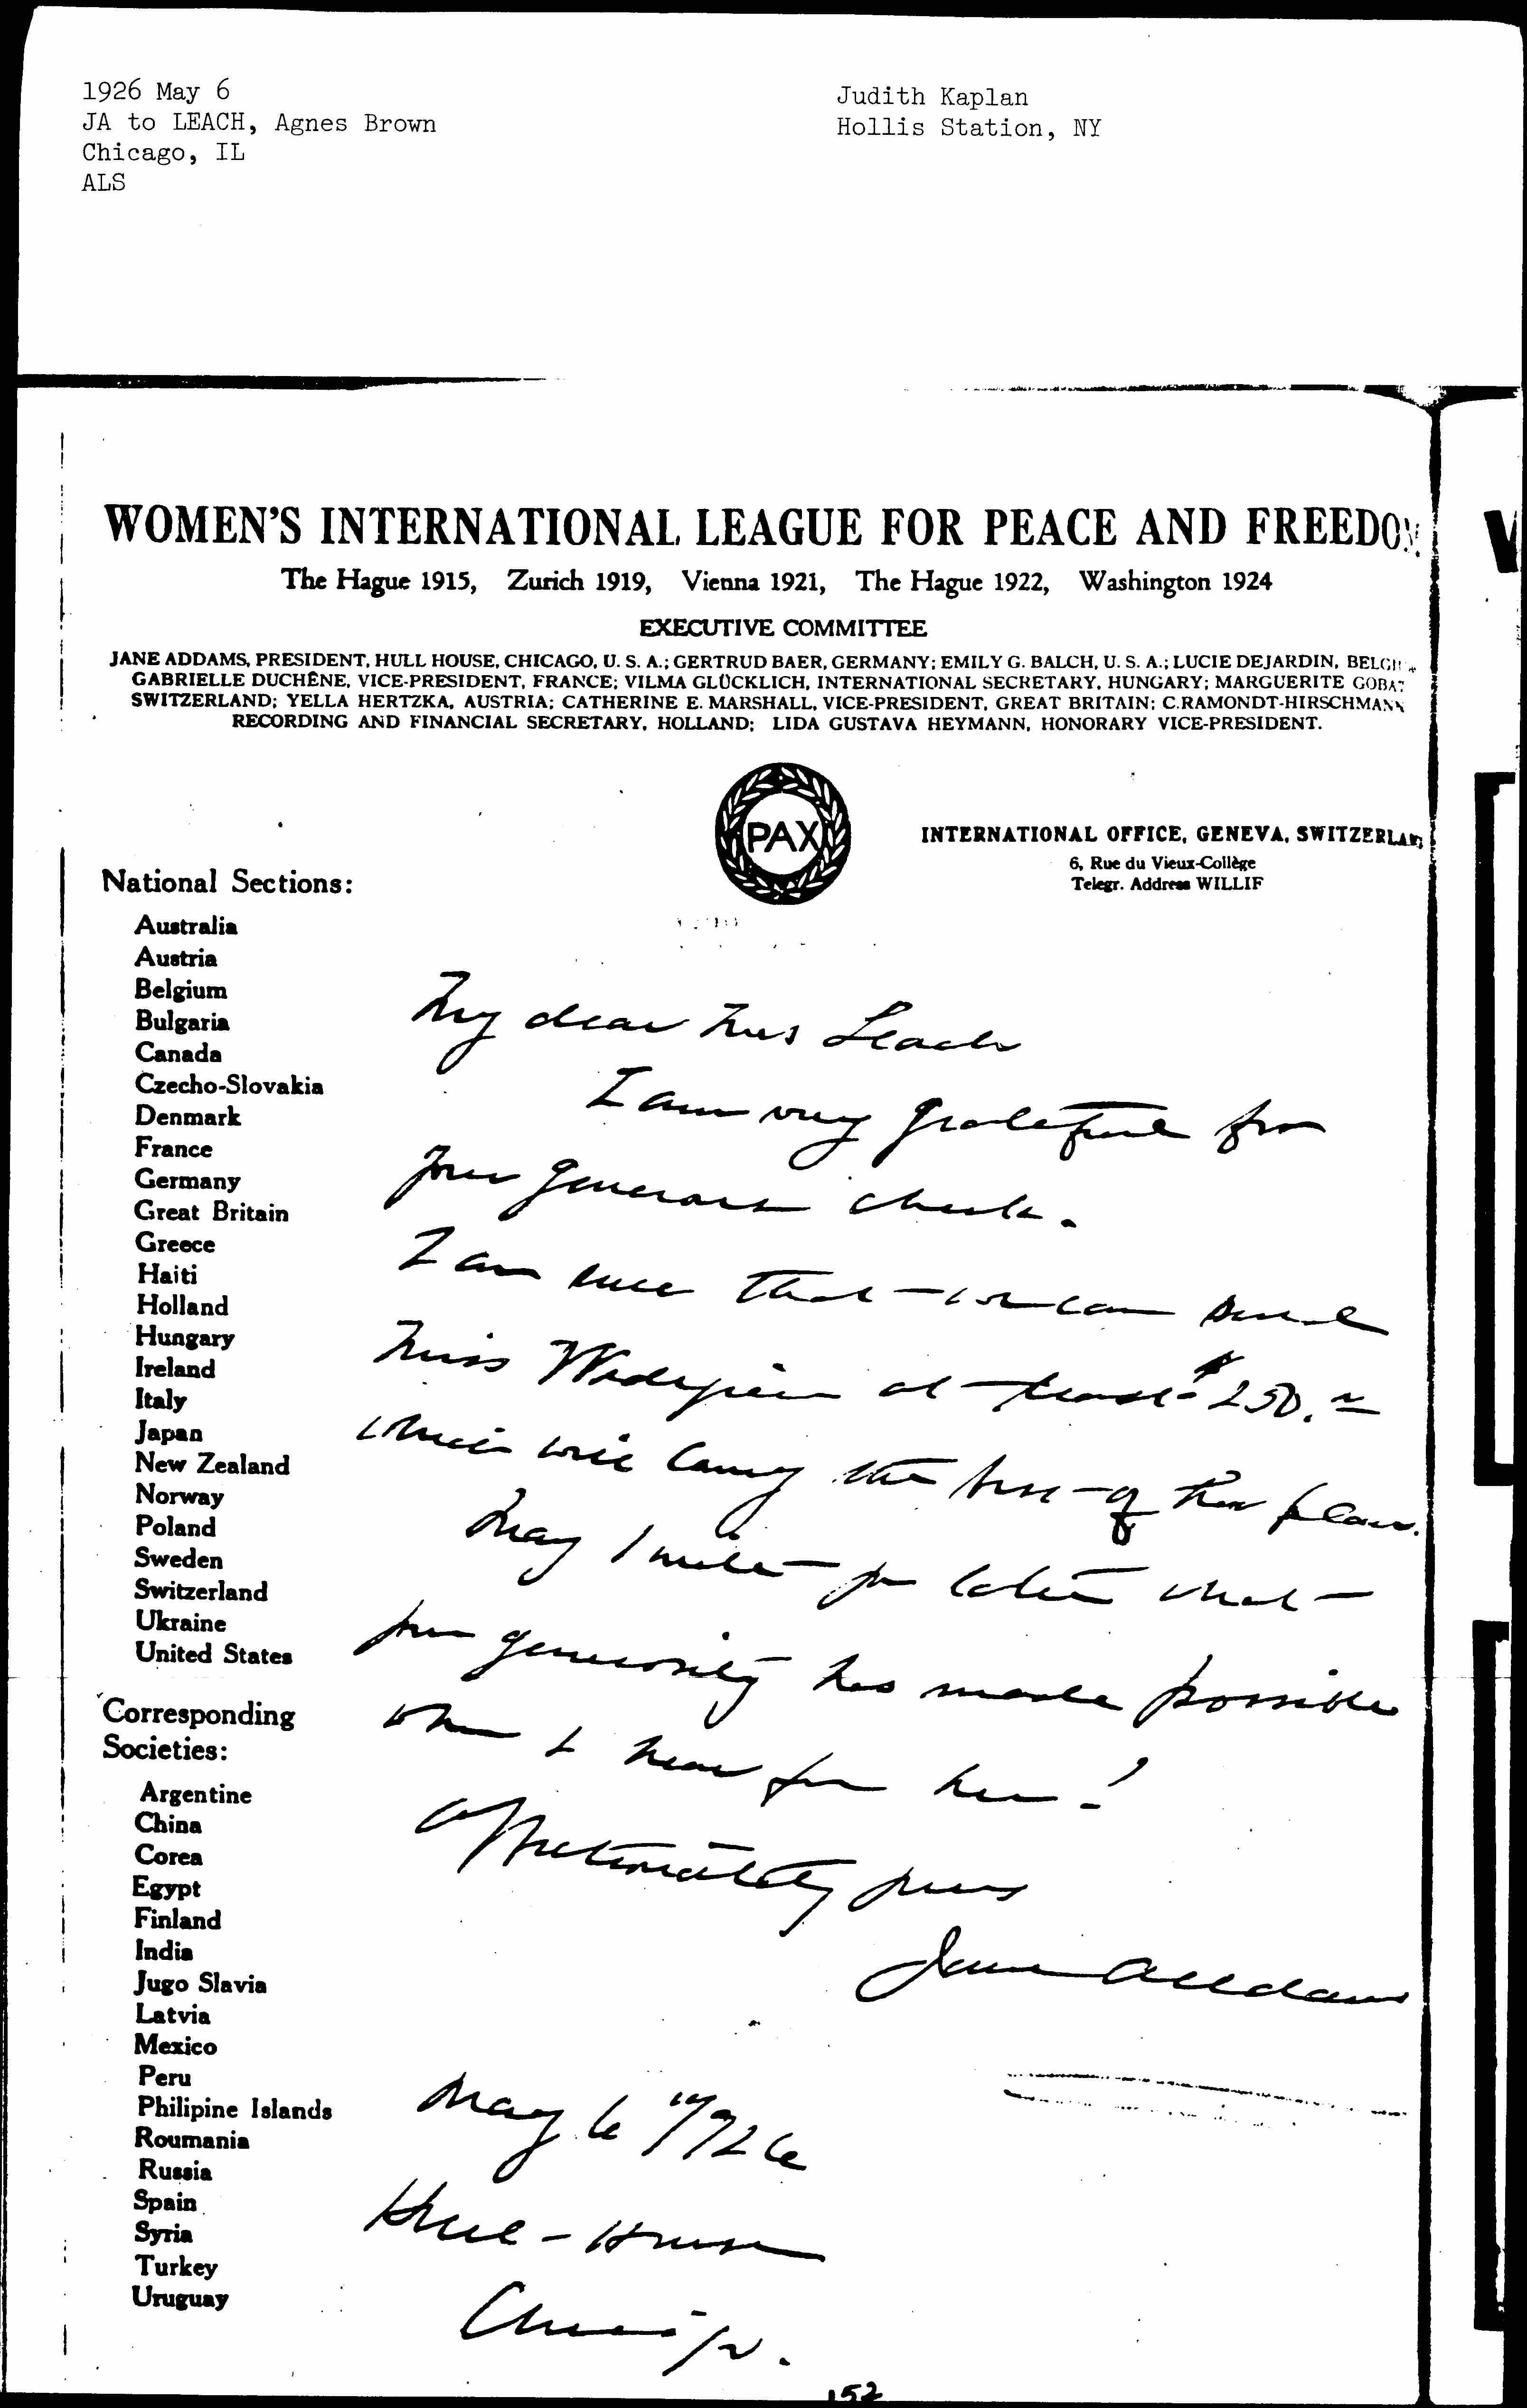 1926 May 6
JA to LEACH, Agnes Brown
Chicago, IL
ALS
Judith Kaplan
Hollis Station, NY
WOMEN'S INTERNATIONAL LEAGUE FOR PEACE AND FREEDOM
The Hague 1915, Zurich 1919, Vienna 1921, The Hague 1922, Washington 1924
EXECUTIVE COMMITTEE
JANE ADDAMS, PRESIDENT, HULL HOUSE, CHICAGO, U. S. A.; GERTRUD BAER, GERMANY; EMILY G. BALCH, U. S. A.; LUCIE DEJARDIN, BELGI
GABRIELLE DUCHÊNE, VICE-PRESIDENT, FRANCE; VILMA GLÜCKLICH, INTERNATIONAL SECRETARY, HUNGARY; MARGUERITE GOBAT
SWITZERLAND; YELLA HERTZKA, AUSTRIA; CATHERINE E. MARSHALL, VICE-PRESIDENT, GREAT BRITAIN; C.RAMONDT-HIRSCHMANN
RECORDING AND FINANCIAL SECRETARY, HOLLAND; LIDA GUSTAVA HEYMANN, HONORARY VICE-PRESIDENT.
PAX
INTERNATIONAL OFFICE, GENEVA, SWITZERLAND
6, Rue du Vieux-Collège
Telegr. Address WILLIF
National Sections:
Australia
Austria
Belgium
Bulgaria
Canada
Czecho-Slovakia
Denmark
France
Germany
Great Britain
Greece
Haiti
Holland
Hungary
Ireland
Italy
Japan
New Zealand
Norway
Poland
Sweden
Switzerland
Ukraine
United States
Corresponding
Societies:
Argentine
China
Corea
Egypt
Finland
India
Jugo Slavia
Latvia
Mexico
Peru
Philipine Islands
Roumania
Russia
Spain
Syria
Turkey
Uruguay
My dear Mrs Leach
I am very grateful for
your generous check.
I am sure that we can send
Miss at least $250.
which will carry the of the plan.
May I write you later what
your generosity has made possible
when I hear from her!
Affectionately yours
Jane Addams
May 6" 1926
Hull-House
Chicago.
152